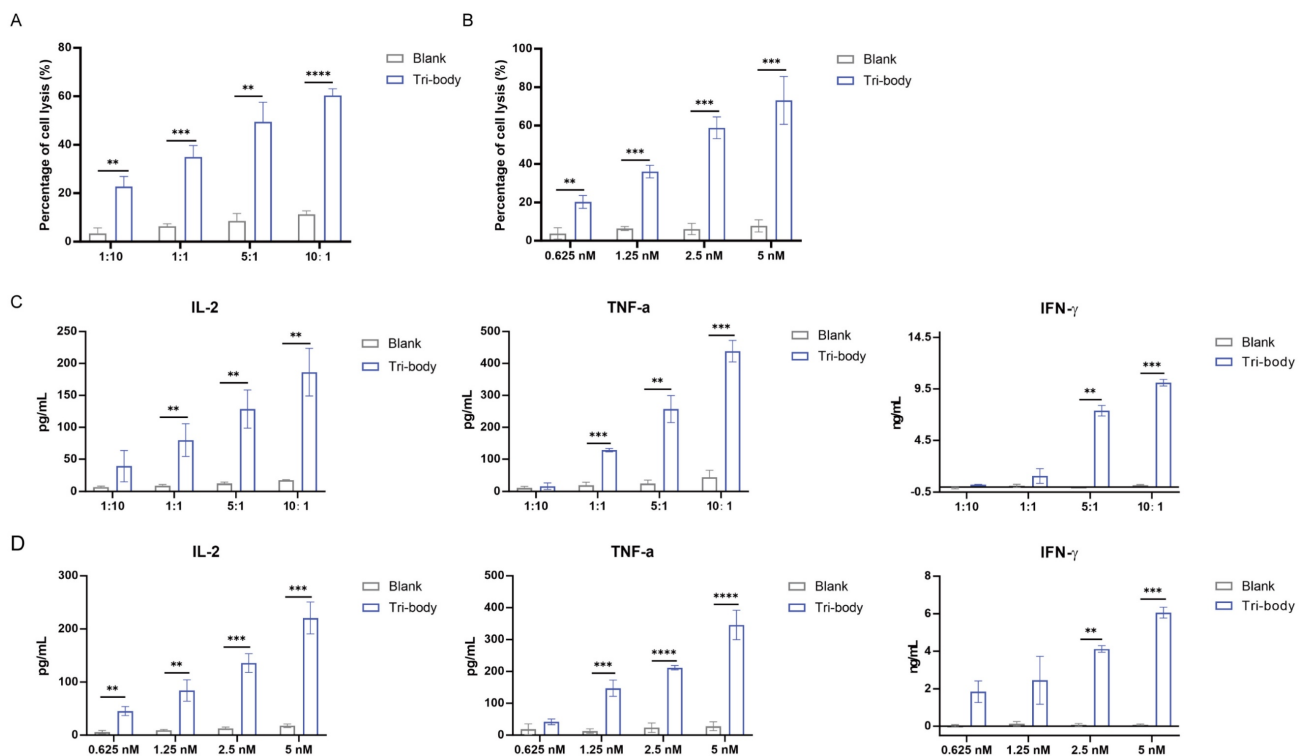 A
Percentage of cell lysis (%)
80
60
40
20
0
** *** ** ****
1:10 1:1 5:1 10: 1
Blank
Tri-body
B
Percentage of cell lysis (%)
100
80
60
40
20
0
** *** *** ***
0.625 nM 1.25 nM 2.5 nM 5 nM
Blank
Tri-body
C
IL-2
pg/mL
250
200
150
100
50
0
** ** **
1:10 1:1 5:1 10: 1
Blank
Tri-body
TNF-a
pg/mL
500
400
300
200
100
0
*** ** ***
1:10 1:1 5:1 10: 1
Blank
Tri-body
IFN-γ
ng/mL
14.5
9.5
4.5
-0.5
** ***
1:10 1:1 5:1 10: 1
Blank
Tri-body
D
IL-2
pg/mL
300
200
100
0
** ** *** ***
0.625 nM 1.25 nM 2.5 nM 5 nM
Blank
Tri-body
TNF-a
pg/mL
500
400
300
200
100
0
*** **** ****
0.625 nM 1.25 nM 2.5 nM 5 nM
Blank
Tri-body
IFN-γ
ng/mL
8
6
4
2
0
** ***
0.625 nM 1.25 nM 2.5 nM 5 nM
Blank
Tri-body